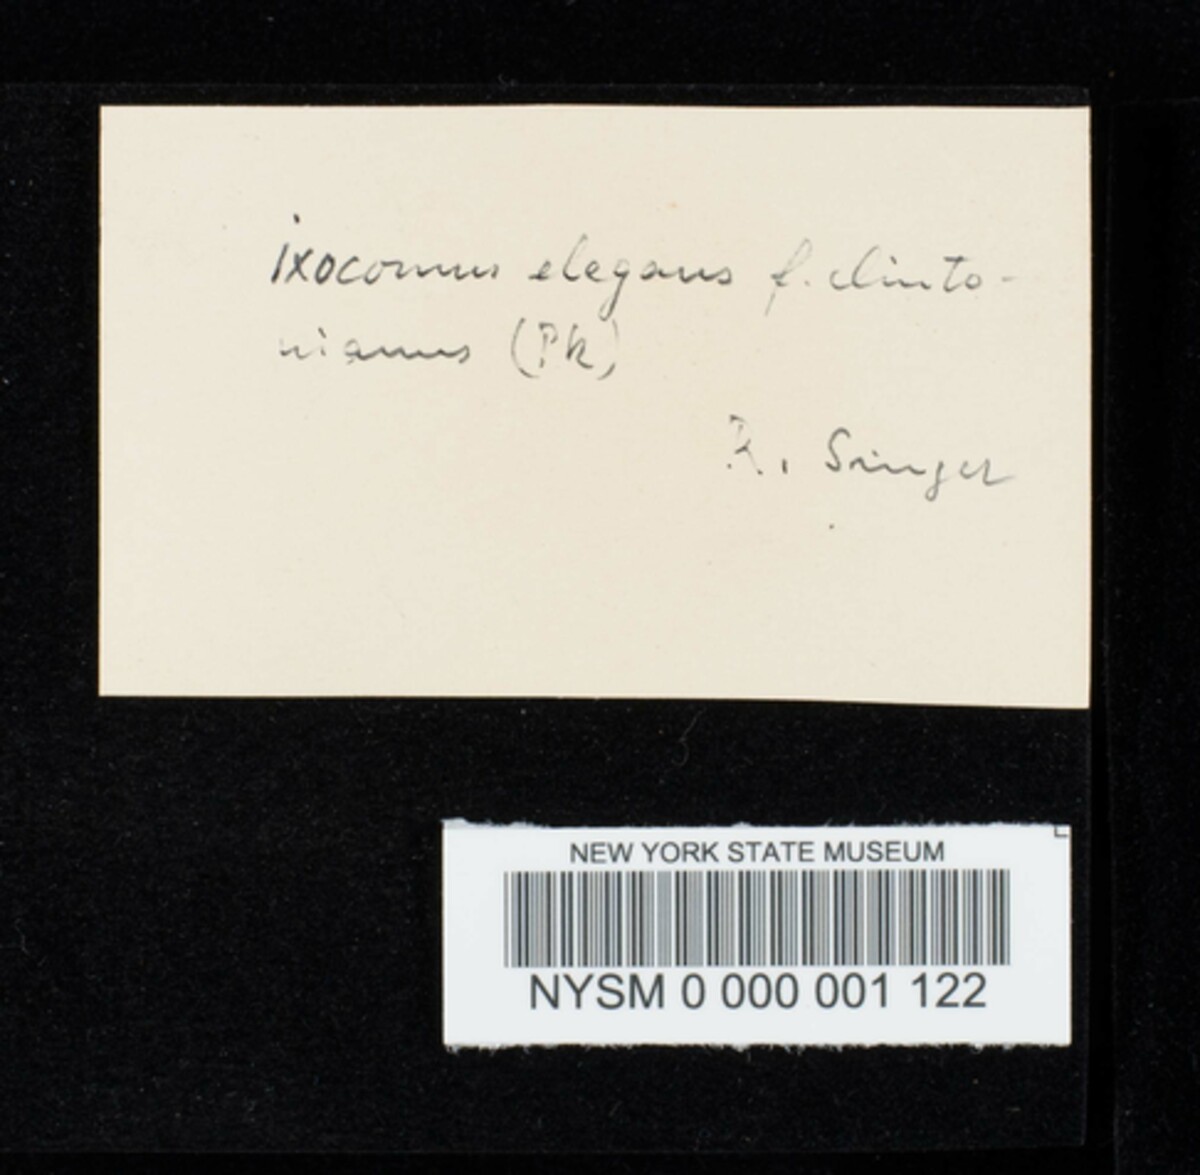 Ixocomus elegans f. clinto-
nianus (Pk)
R. Singer
NEW YORK STATE MUSEUM
NYSM 0 000 001 122